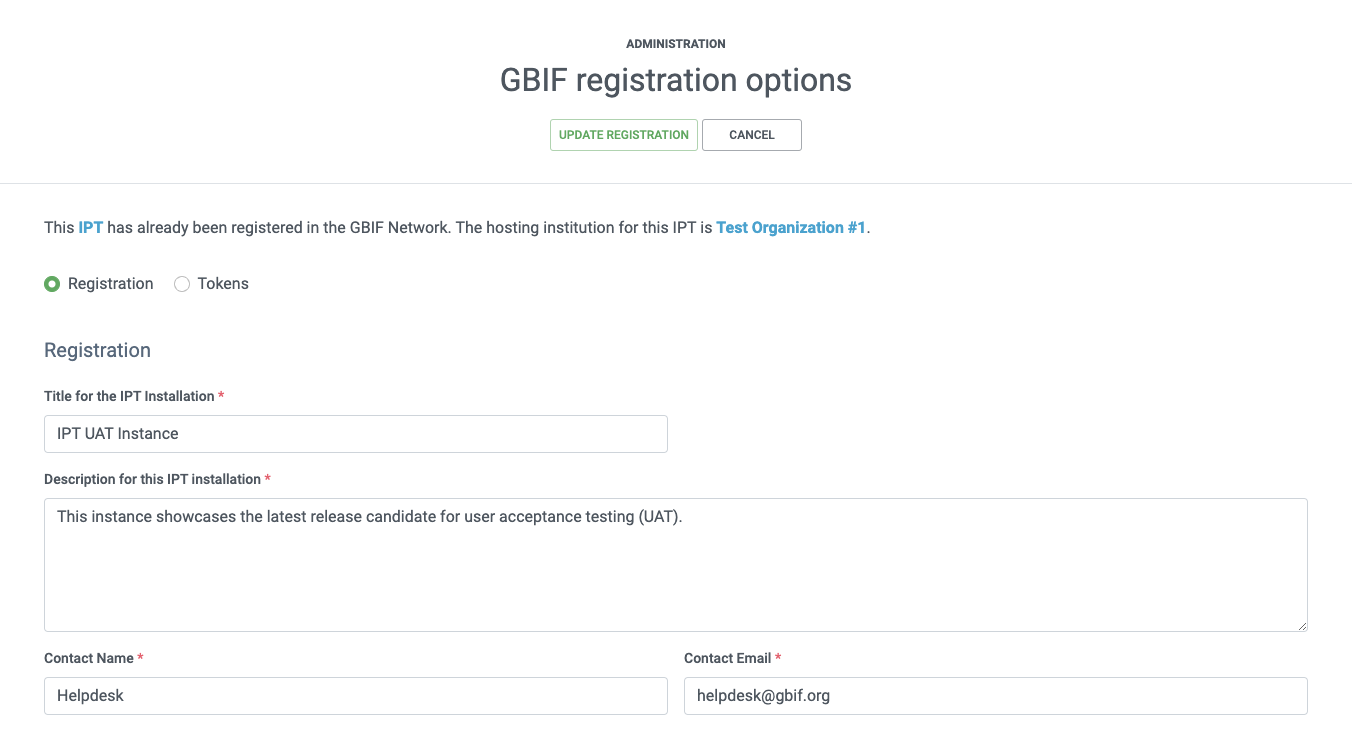 ADMINISTRATION
GBIF registration options
UPDATE REGISTRATION CANCEL
This IPT has already been registered in the GBIF Network. The hosting institution for this IPT is Test Organization #1.
Registration Tokens
Registration
Title for the IPT Installation *
IPT UAT Instance
Description for this IPT installation *
This instance showcases the latest release candidate for user acceptance testing (UAT).
Contact Name * Contact Email *
Helpdesk helpdesk@gbif.org